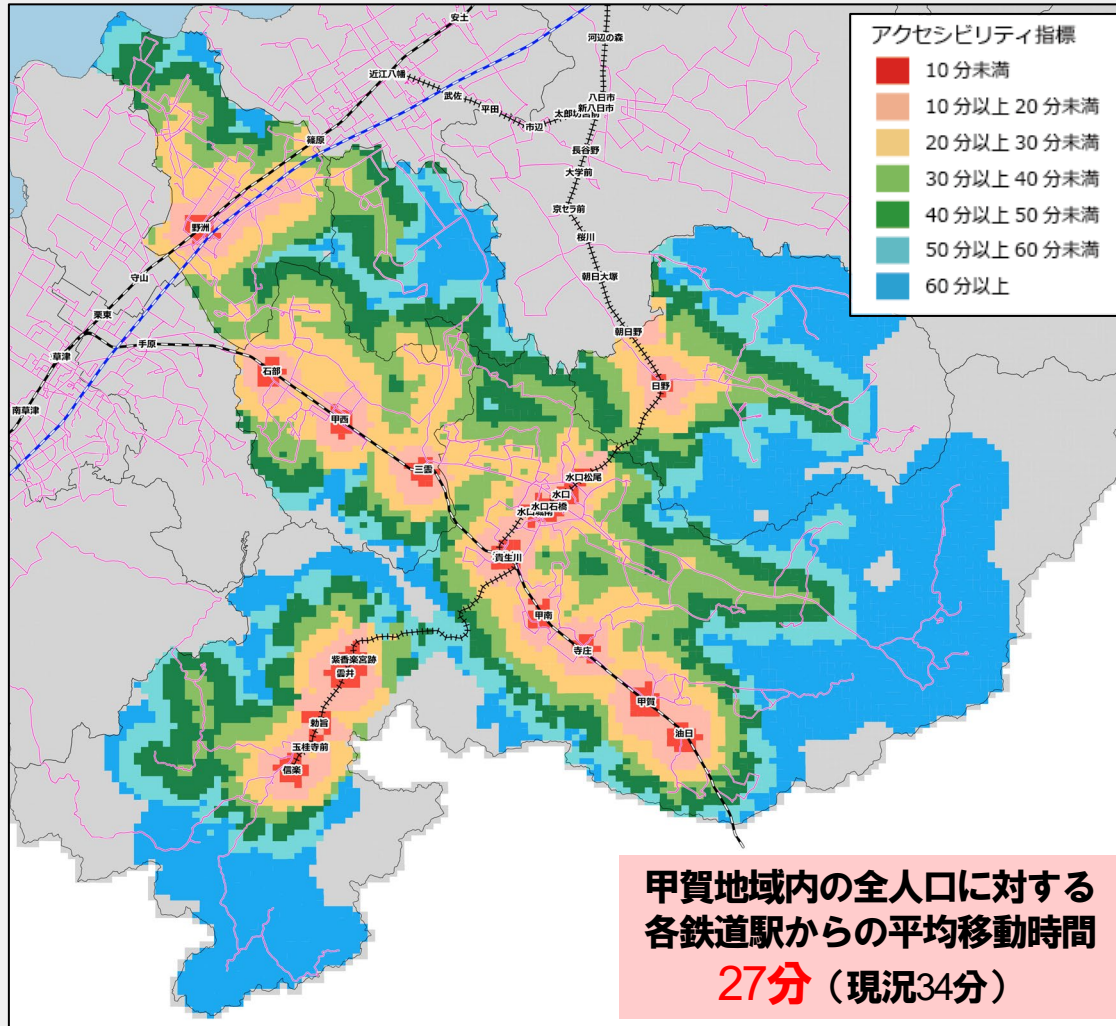 安土
河辺の森
近江八幡
武佐
平田
市辺
八日市
新八日市
長谷野
大学前
京セラ前
桜川
朝日大塚
朝日野
日野
篠原
野洲
守山
栗東
草津
手原
南草津
石部
甲西
三雲
水口松尾
水口
水口石橋
貴生川
甲南
寺庄
甲賀
油日
紫香楽宮跡
雲井
勅旨
玉桂寺前
信楽
アクセシビリティ指標
10分未満
10分以上20分未満
20分以上30分未満
30分以上40分未満
40分以上50分未満
50分以上60分未満
60分以上
甲賀地域内の全人口に対する
各鉄道駅からの平均移動時間
27分（現況34分）